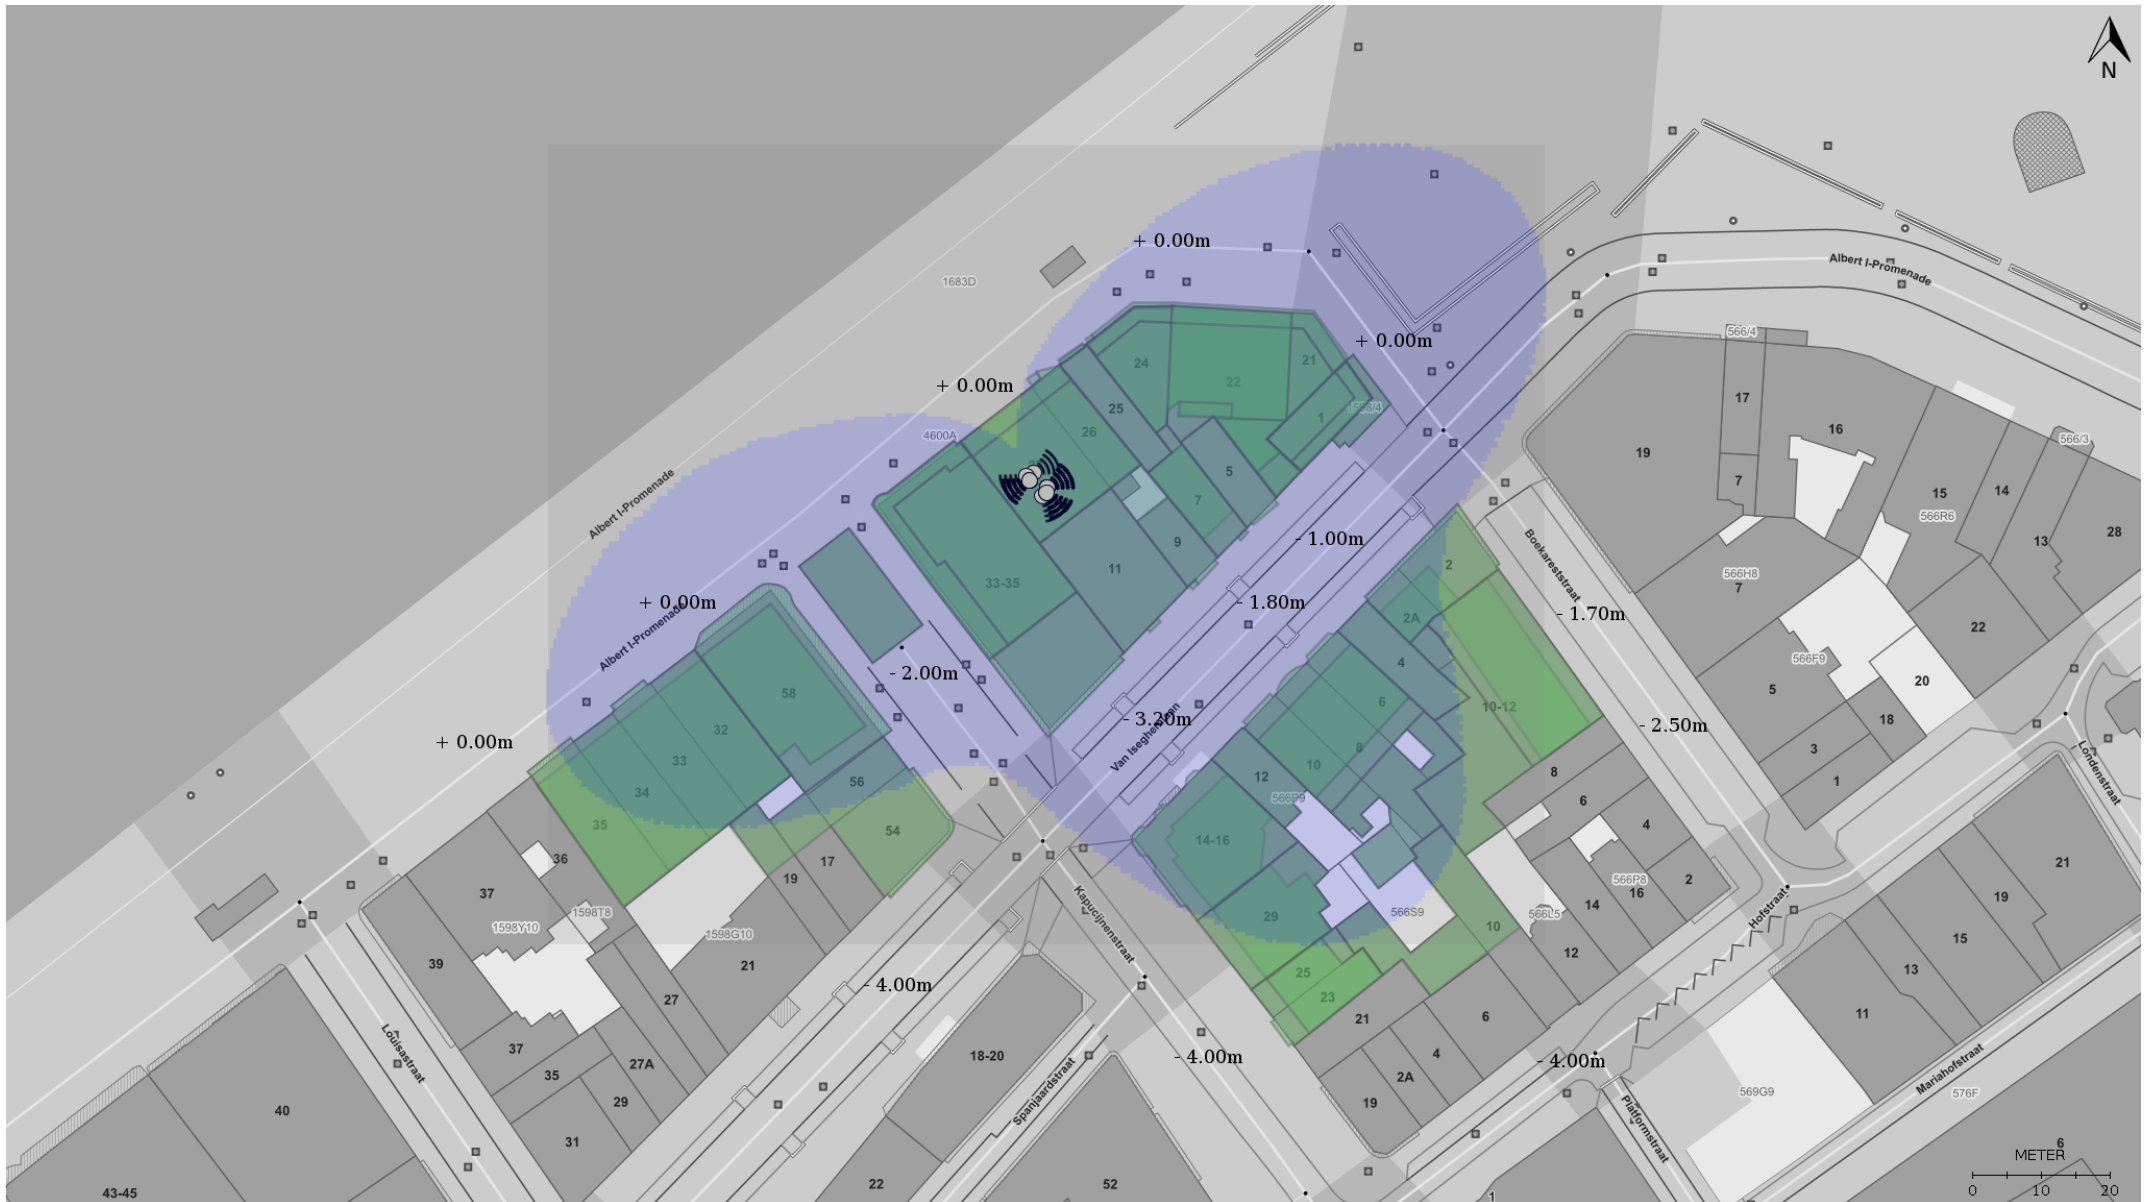 N
+ 0.00m
1683D
Albert I-Promenade
566/4
+ 0.00m
24
21
22
17
+ 0.00m
25
1
16
19
566/3
4600A
26
5
7
15
14
566R6
28
7
Albert I-Promenade
9
- 1.00m
13
11
33-35
2
Boekareststraat
566H8
7
+ 0.00m
- 1.80m
2A
- 1.70m
22
Albert I-Promenade
4
566F9
- 2.00m
20
58
5
6
10-12
32
- 3.20m
18
- 2.50m
+ 0.00m
Van Iseghemlaan
8
3
33
10
12
8
56
1
34
566P9
6
Londenstraat
35
54
4
14-16
36
17
21
19
566P8
2
37
16
1598T8
29
566S9
566L5
14
19
1598Y10
1598G10
10
Hofstraat
Kapucijnenstraat
15
39
21
12
13
25
- 4.00m
23
27
11
21
6
Louisastraat
37
18-20
- 4.00m
4
- 4.00m
27A
35
2A
Mariahofstraat
569G9
576F
29
19
40
Spanjaardstraat
Platformstraat
31
6
METER
22
52
43-45
1
0 10 20